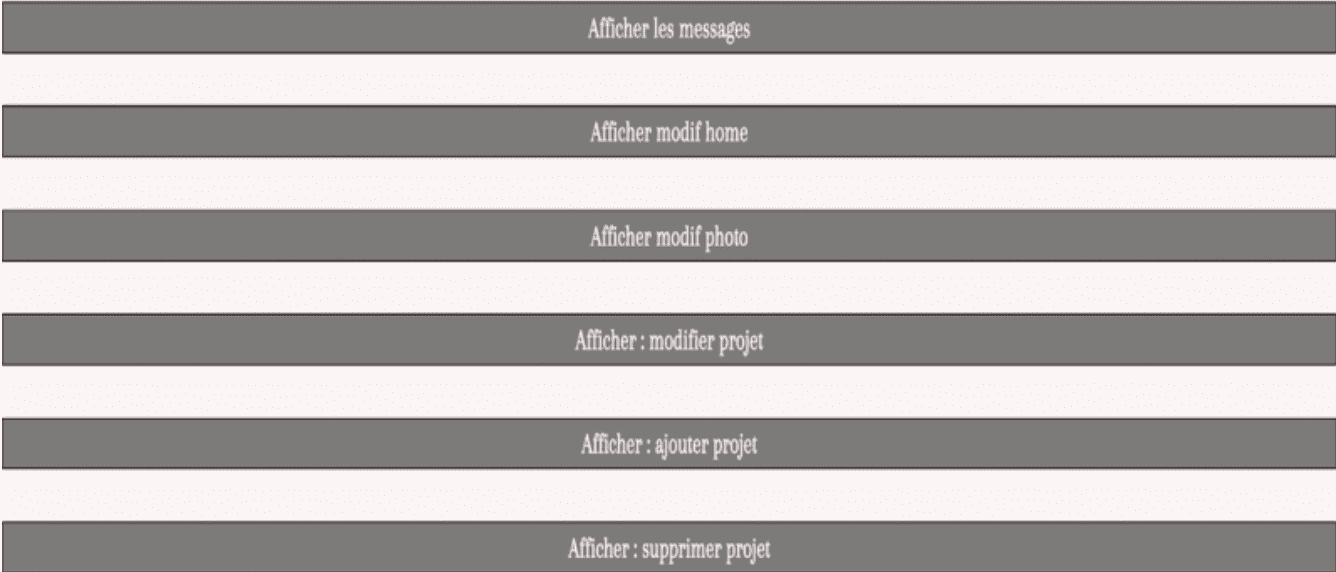 Afficher les messages
Afficher modif home
Afficher modif photo
Afficher : modifier projet
Afficher : ajouter projet
Afficher : supprimer projet